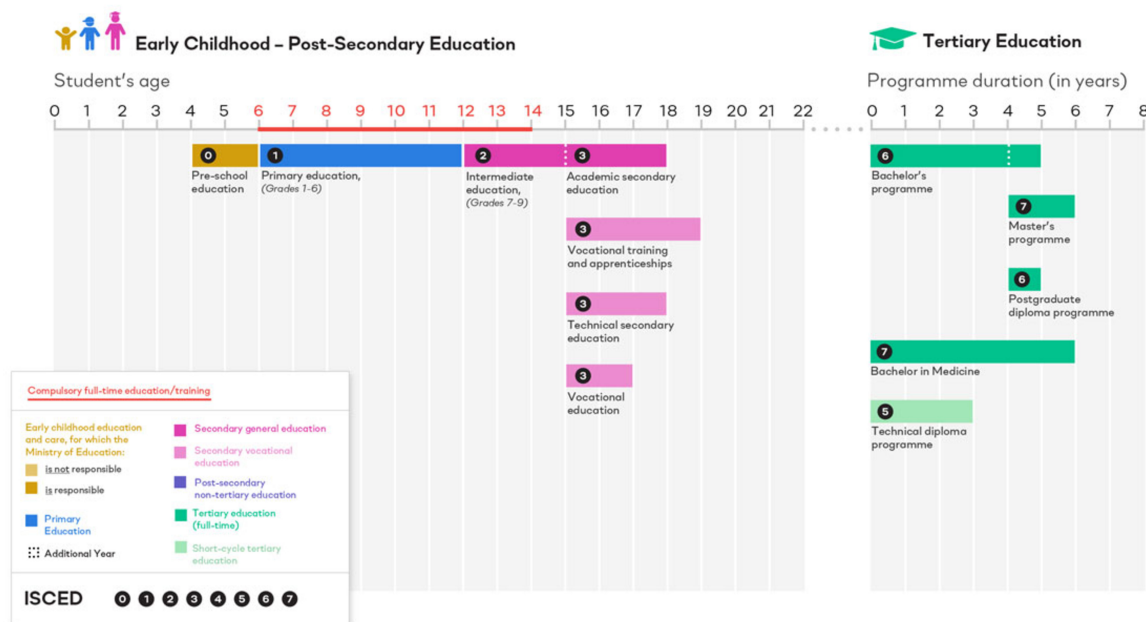 Early Childhood – Post-Secondary Education
Student's age
0 1 2 3 4 5 6 7 8 9 10 11 12 13 14 15 16 17 18 19 20 21 22
0
Pre-school
education
1
Primary education,
(Grades 1-6)
2
Intermediate
education,
(Grades 7-9)
3
Academic secondary
education
3
Vocational training
and apprenticeships
3
Technical secondary
education
3
Vocational
education
Tertiary Education
Programme duration (in years)
0 1 2 3 4 5 6 7 8
6
Bachelor's
programme
7
Master's
programme
6
Postgraduate
diploma programme
7
Bachelor in Medicine
5
Technical diploma
programme
Compulsory full-time education/training
Early childhood education
and care, for which the
Ministry of Education:
is not responsible
is responsible
Primary
Education
Additional Year
Secondary general education
Secondary vocational
education
Post-secondary
non-tertiary education
Tertiary education
(full-time)
Short-cycle tertiary
education
ISCED 0 1 2 3 4 5 6 7